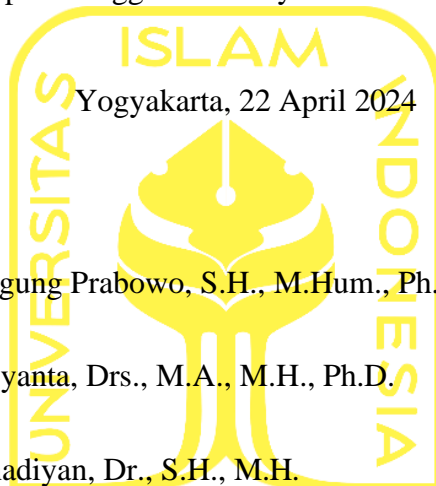 ISLAM
Yogyakarta, 22 April 2024
UNIVERSITAS
INDONESIA
gung Prabowo, S.H., M.Hum., Ph.
yanta, Drs., M.A., M.H., Ph.D.
adiyan, Dr., S.H., M.H.